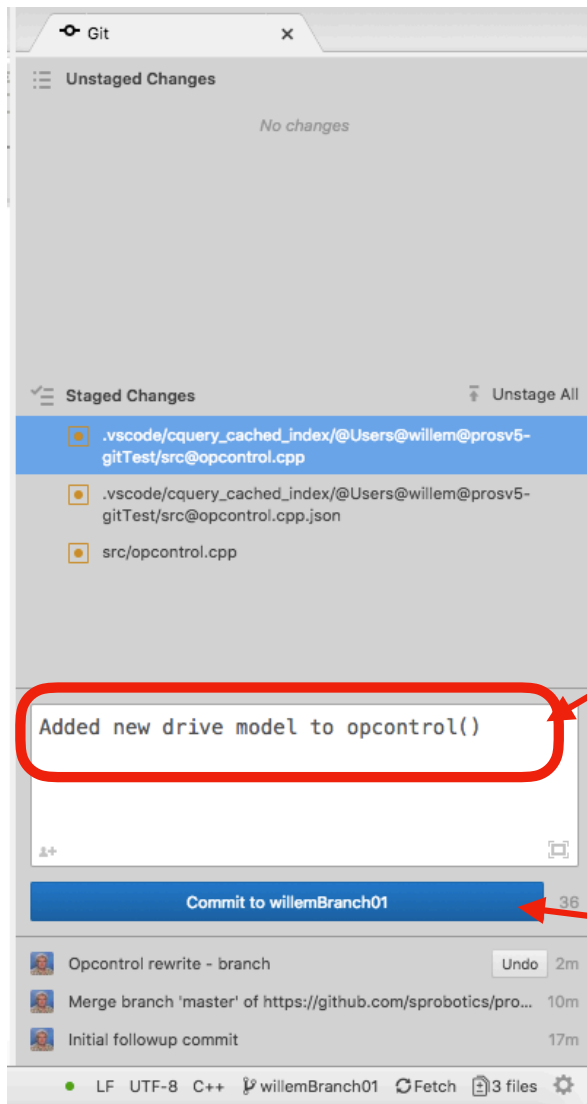 Git
Unstaged Changes
No changes
Staged Changes Unstage All
.vscode/cquery_cached_index/@Users@willem@prosv5-
gitTest/src@opcontrol.cpp
.vscode/cquery_cached_index/@Users@willem@prosv5-
gitTest/src@opcontrol.cpp.json
src/opcontrol.cpp
Added new drive model to opcontrol()
Commit to willemBranch01 36
Opcontrol rewrite - branch Undo 2m
Merge branch 'master' of https://github.com/sprobotics/pro... 10m
Initial followup commit 17m
LF UTF-8 C++ willemBranch01 Fetch 3 files